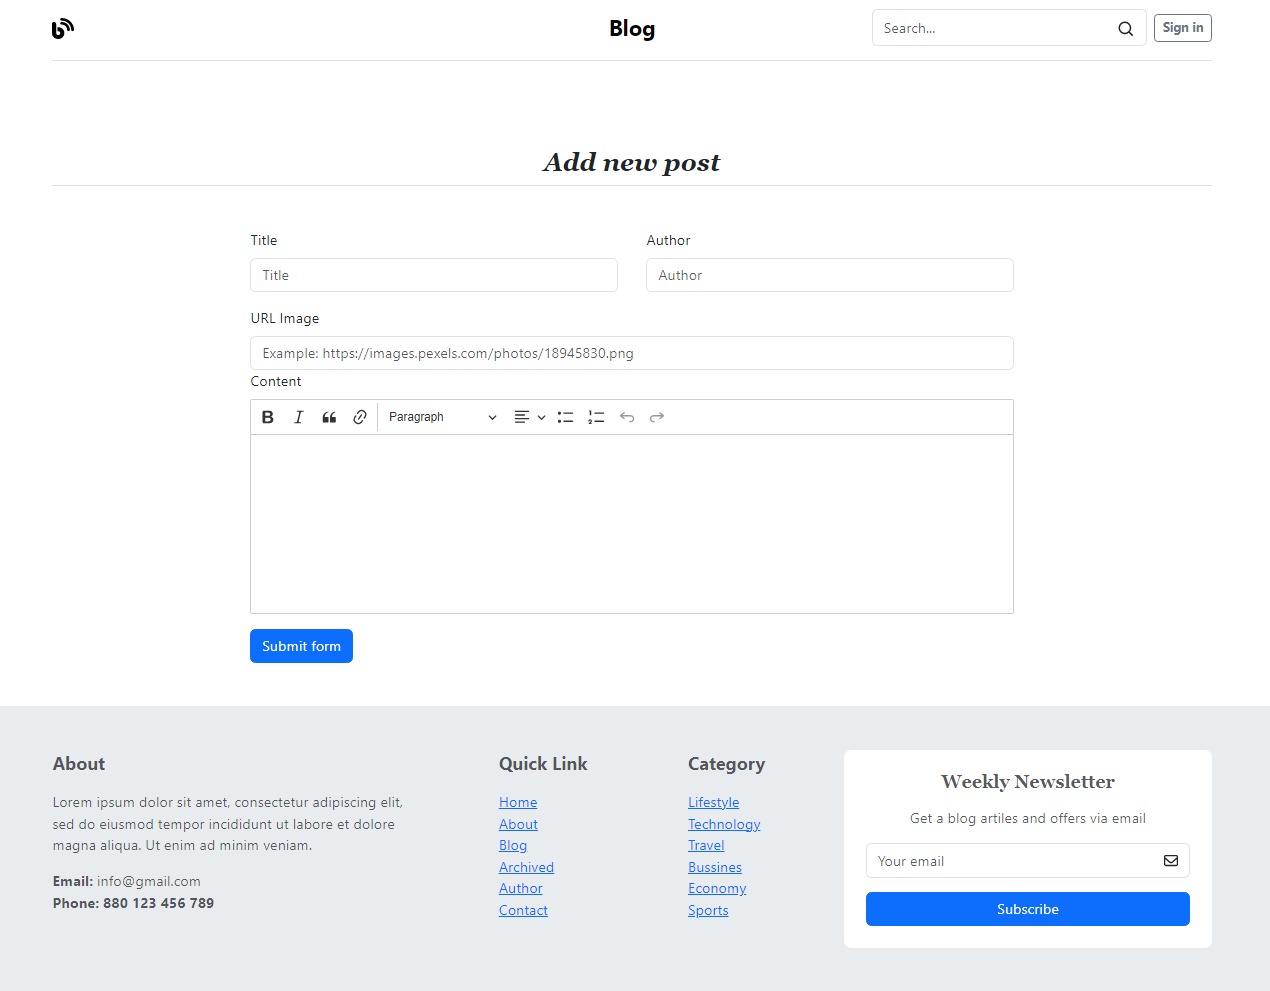 Blog
Search...
Sign in
Add new post
Title
Author
Title
Author
URL Image
Example: https://images.pexels.com/photos/18945830.png
Content
Paragraph
Submit form
About
Lorem ipsum dolor sit amet, consectetur adipiscing elit,
sed do eiusmod tempor incididunt ut labore et dolore
magna aliqua. Ut enim ad minim veniam.
Email: info@gmail.com
Phone: 880 123 456 789
Quick Link
Home
About
Blog
Archived
Author
Contact
Category
Lifestyle
Technology
Travel
Bussines
Economy
Sports
Weekly Newsletter
Get a blog artiles and offers via email
Your email
Subscribe